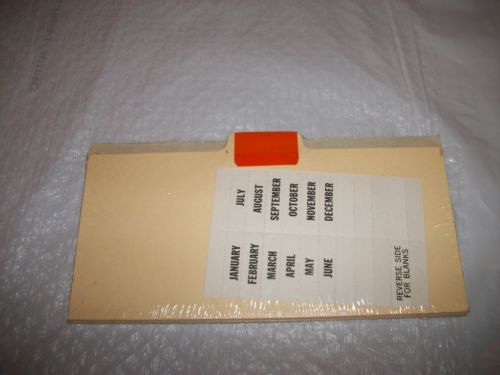 JANUARY JULY
FEBRUARY AUGUST
MARCH SEPTEMBER
APRIL OCTOBER
MAY NOVEMBER
JUNE DECEMBER
REVERSE SIDE
FOR BLANKS